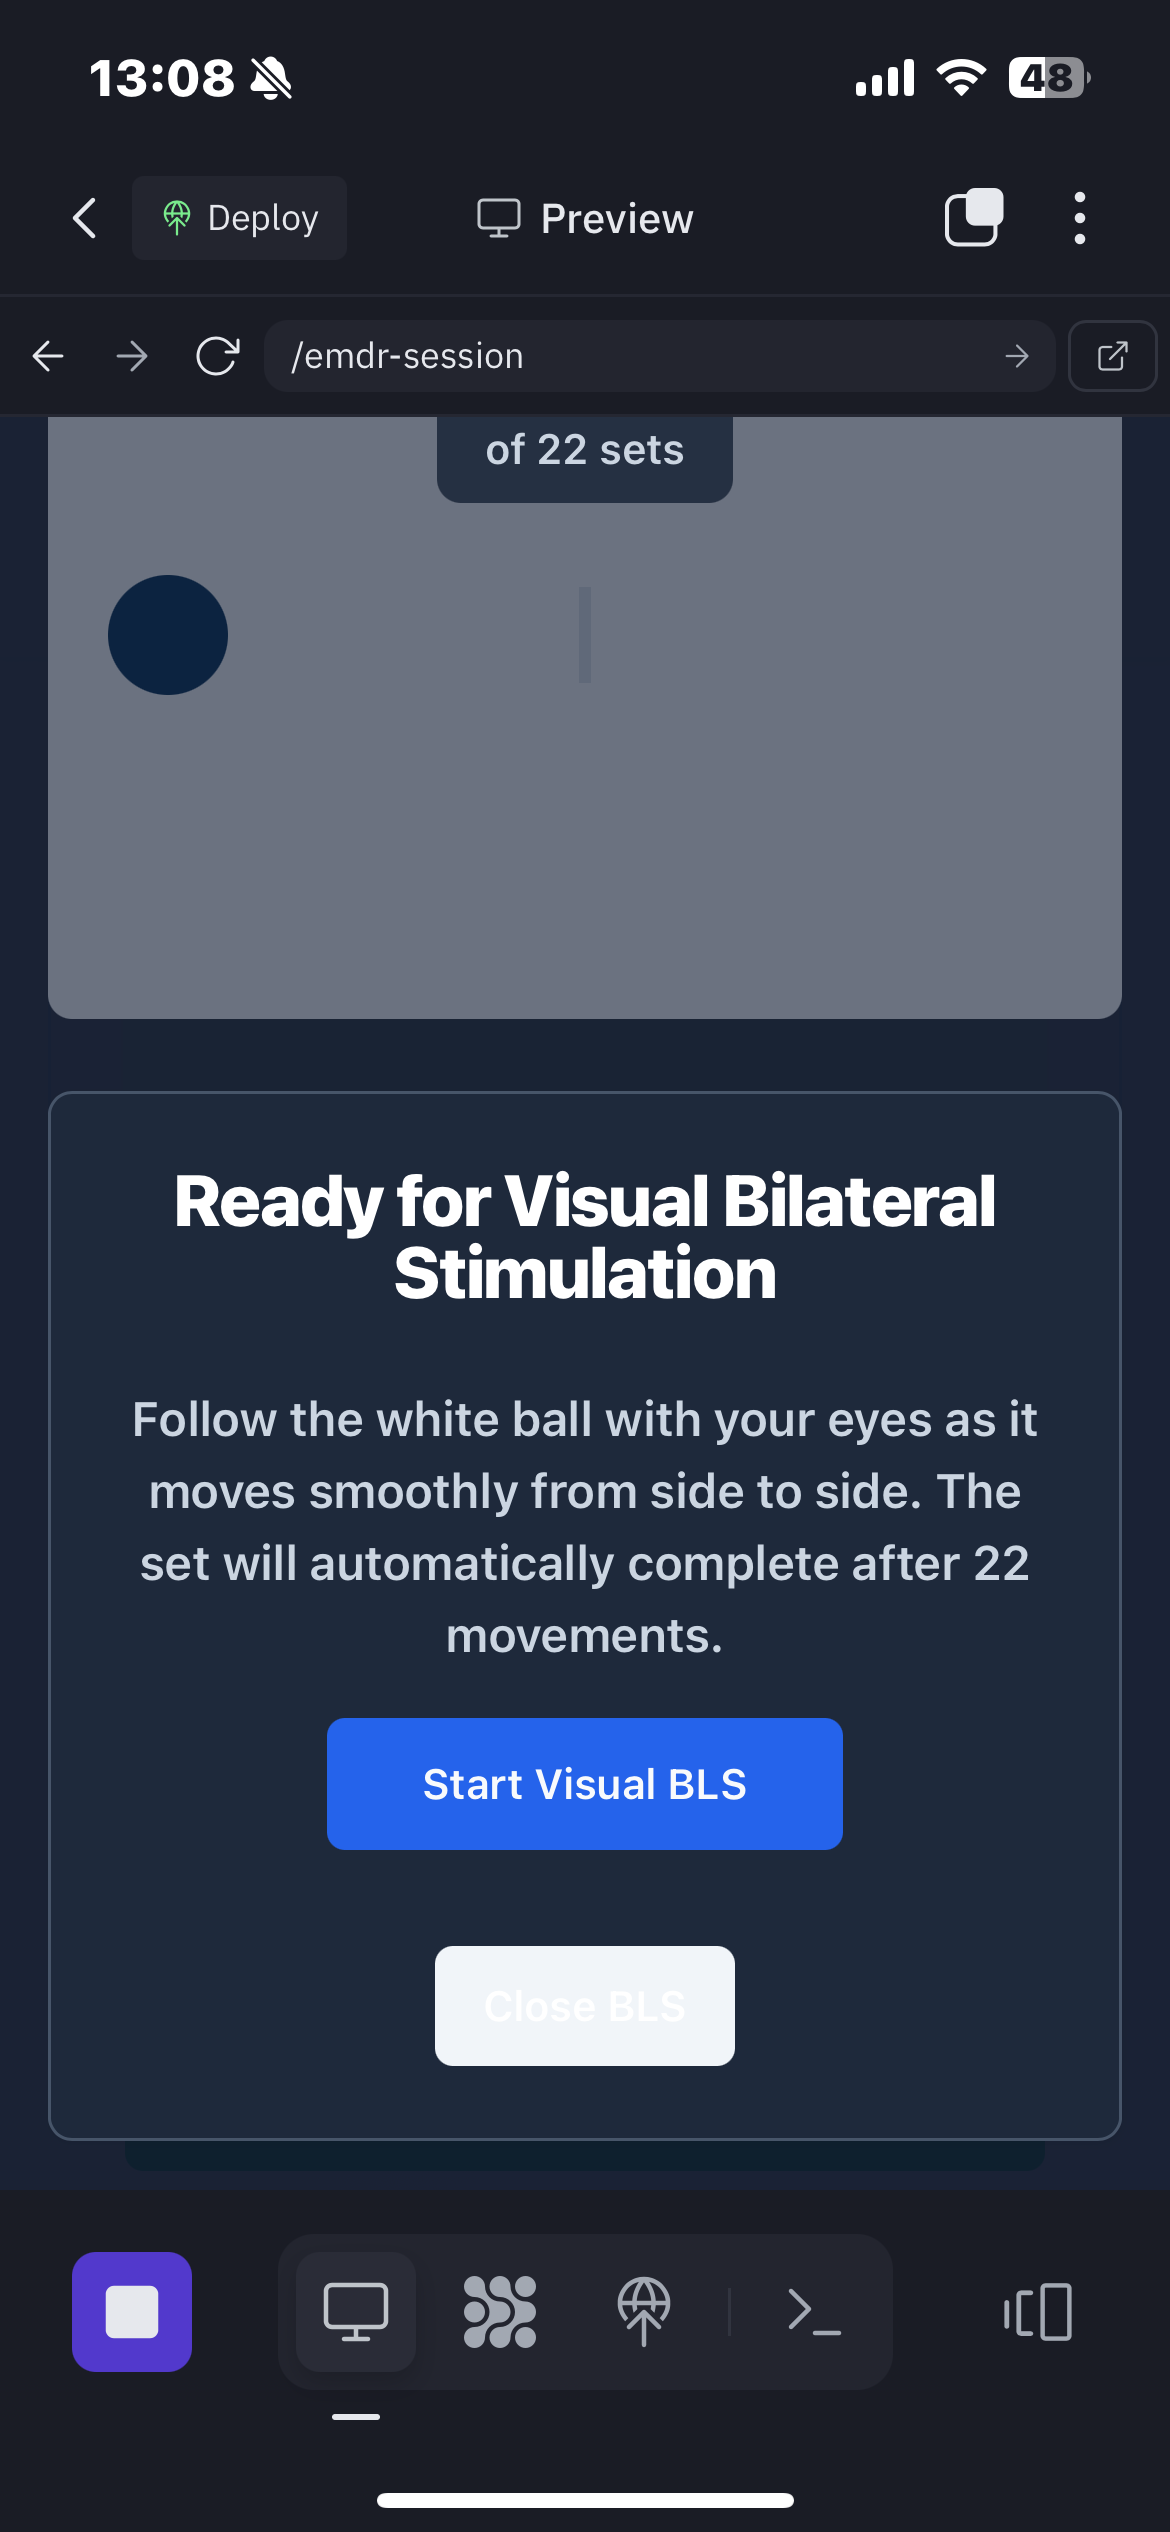 13:08
48
Deploy
Preview
/emdr-session
of 22 sets
Ready for Visual Bilateral
Stimulation
Follow the white ball with your eyes as it
moves smoothly from side to side. The
set will automatically complete after 22
movements.
Start Visual BLS
Close BLS